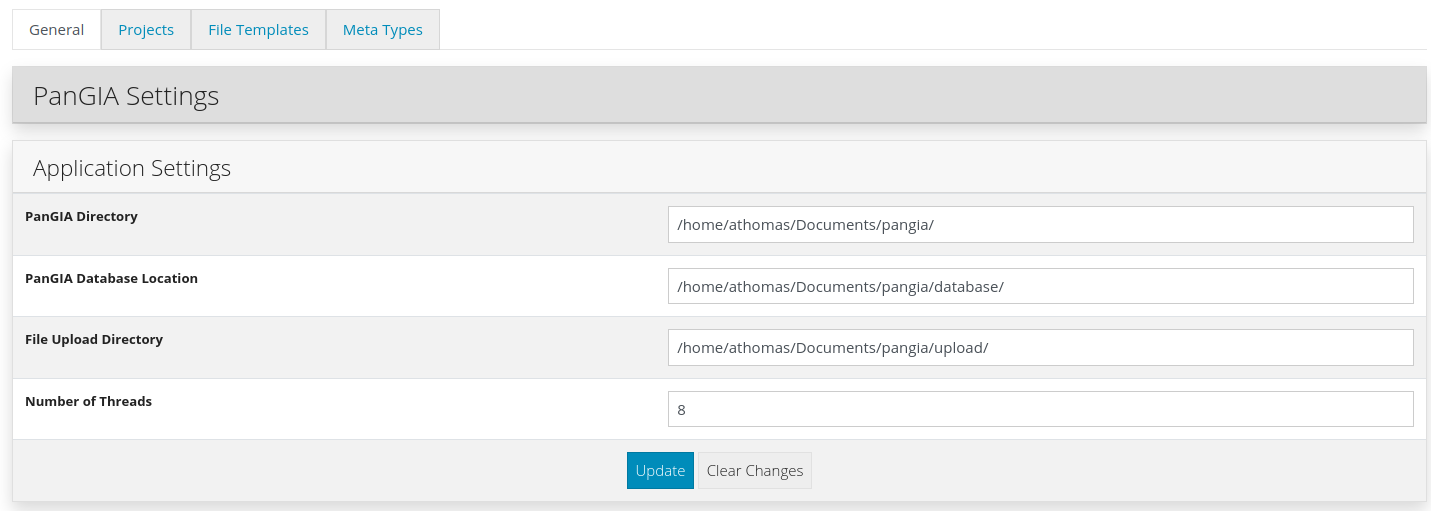 General Projects File Templates Meta Types
PanGIA Settings
Application Settings
PanGIA Directory /home/athomas/Documents/pangia/
PanGIA Database Location /home/athomas/Documents/pangia/database/
File Upload Directory /home/athomas/Documents/pangia/upload/
Number of Threads 8
Update Clear Changes